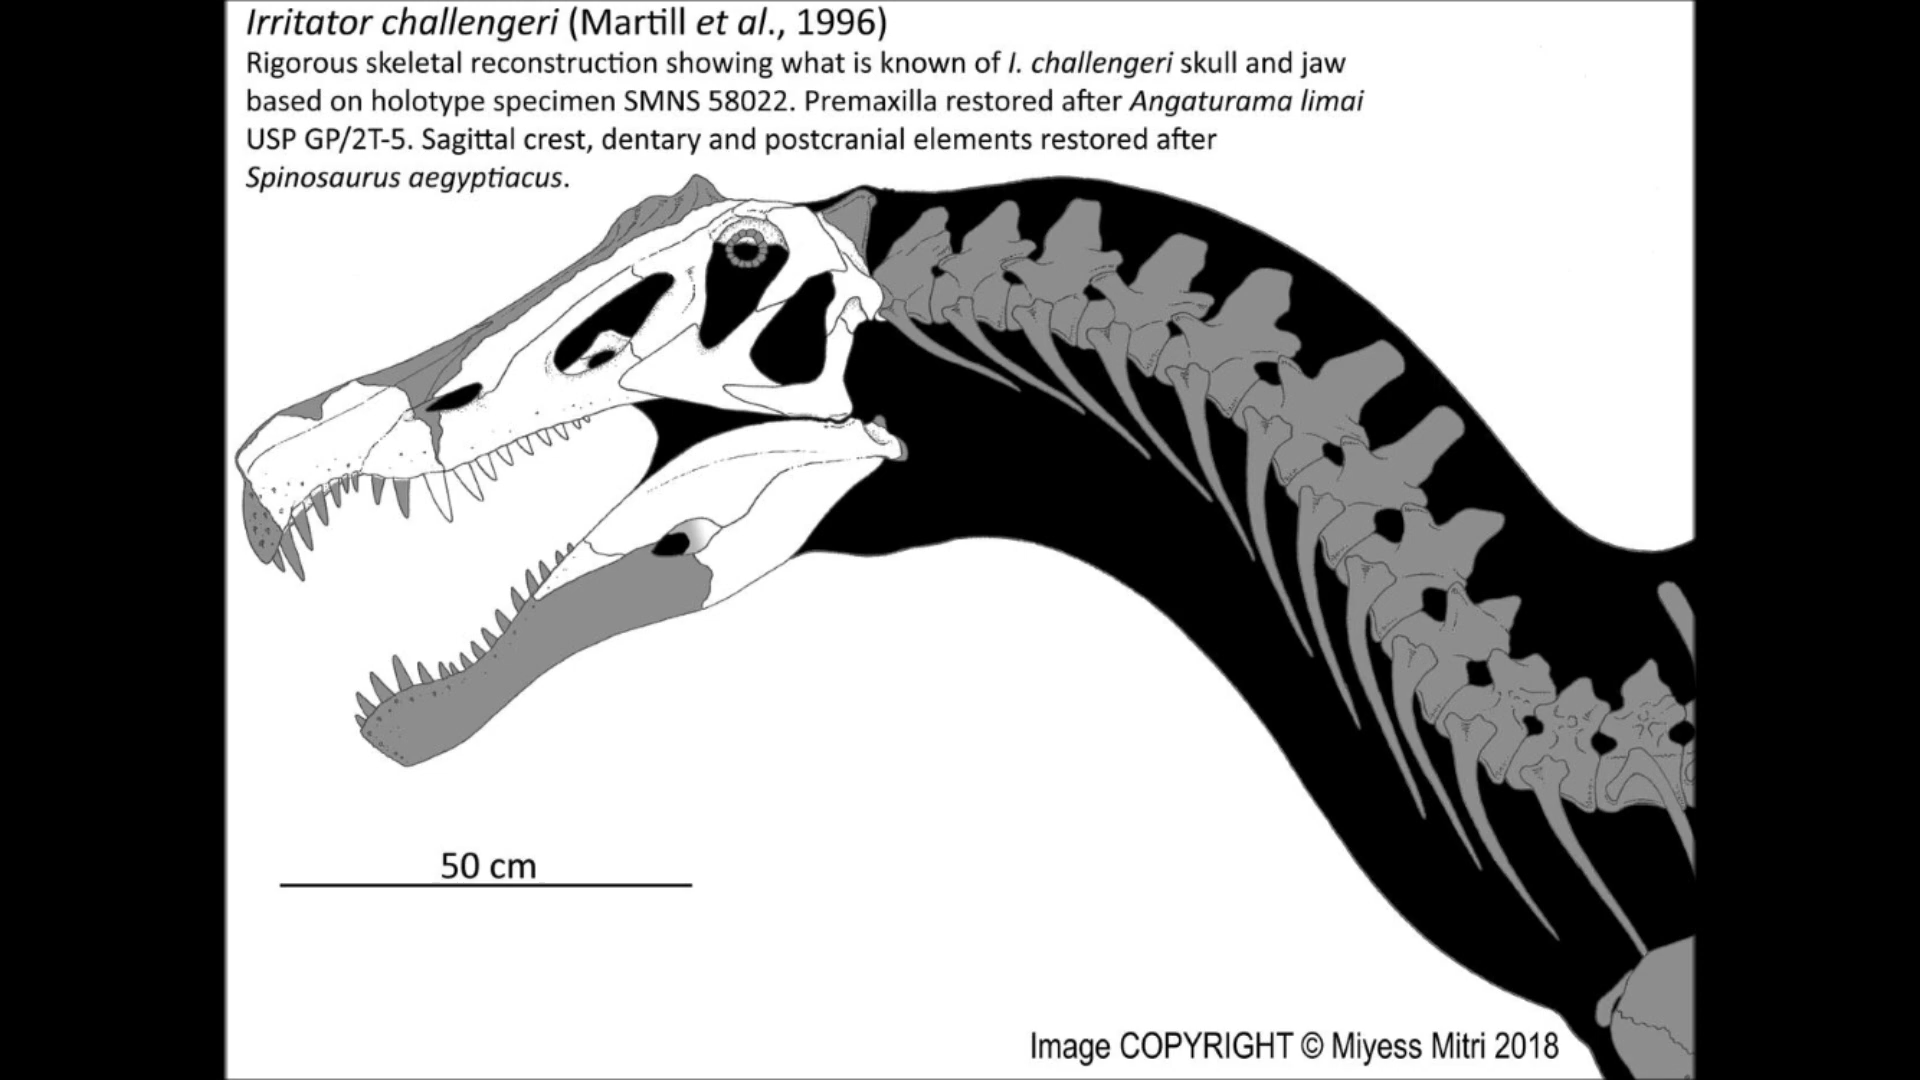 Irritator challengeri (Martill et al., 1996)
Rigorous skeletal reconstruction showing what is known of I. challengeri skull and jaw
based on holotype specimen SMNS 58022. Premaxilla restored after Angaturama limai
USP GP/2T-5. Sagittal crest, dentary and postcranial elements restored after
Spinosaurus aegyptiacus.
50 cm
Image COPYRIGHT © Miyess Mitri 2018